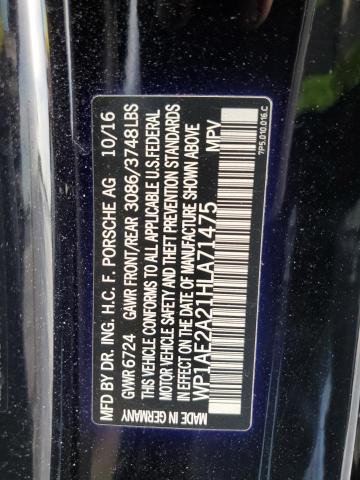 MFD BY DR. ING. H.C. F. PORSCHE AG 10/16
GVWR 6724 GAWR FRONT/REAR 3086/3748LBS
THIS VEHICLE CONFORMS TO ALL APPLICABLE U.S.FEDERAL
MOTOR VEHICLE SAFETY AND THEFT PREVENTION STANDARDS
IN EFFECT ON THE DATE OF MANUFACTURE SHOWN ABOVE
WP1AE2A21HLA71475 MPV
MADE IN GERMANY
7P5.010.016.C